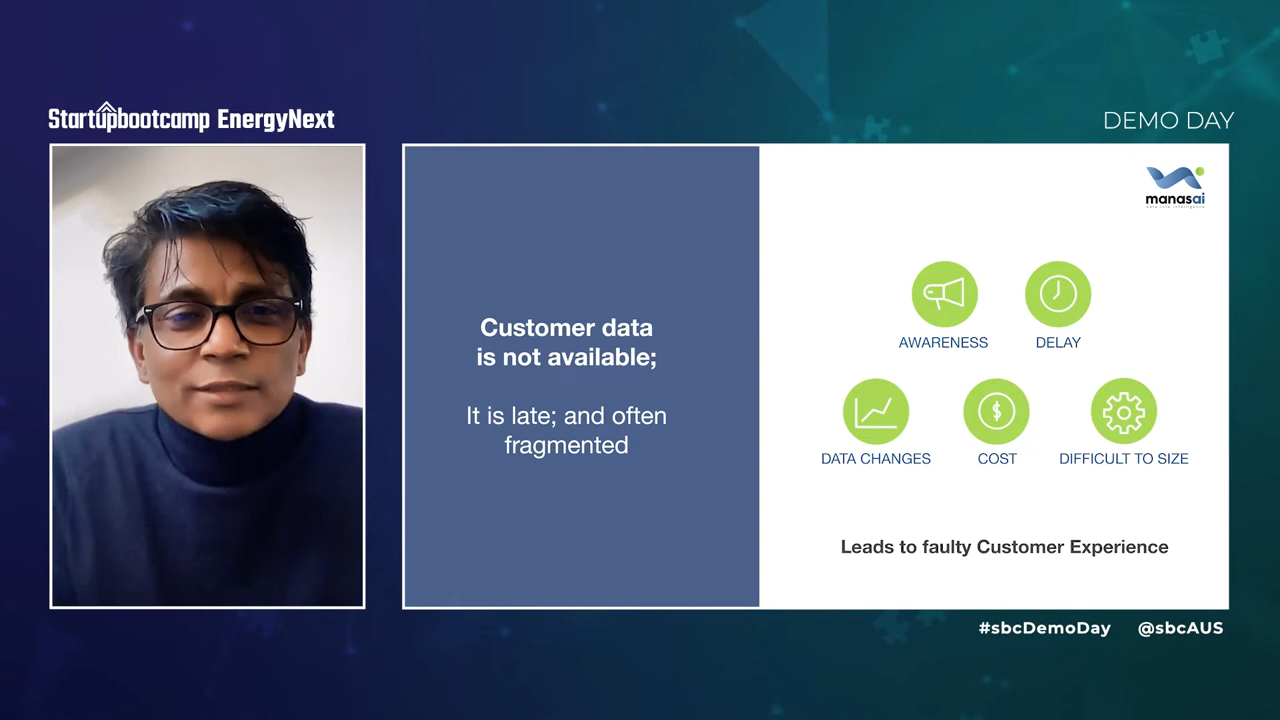 Startupbootcamp EnergyNext
DEMO DAY
Customer data
is not available;
It is late; and often
fragmented
manasai
AWARENESS
DELAY
DATA CHANGES
COST
DIFFICULT TO SIZE
Leads to faulty Customer Experience
#sbcDemoDay
@sbcAUS